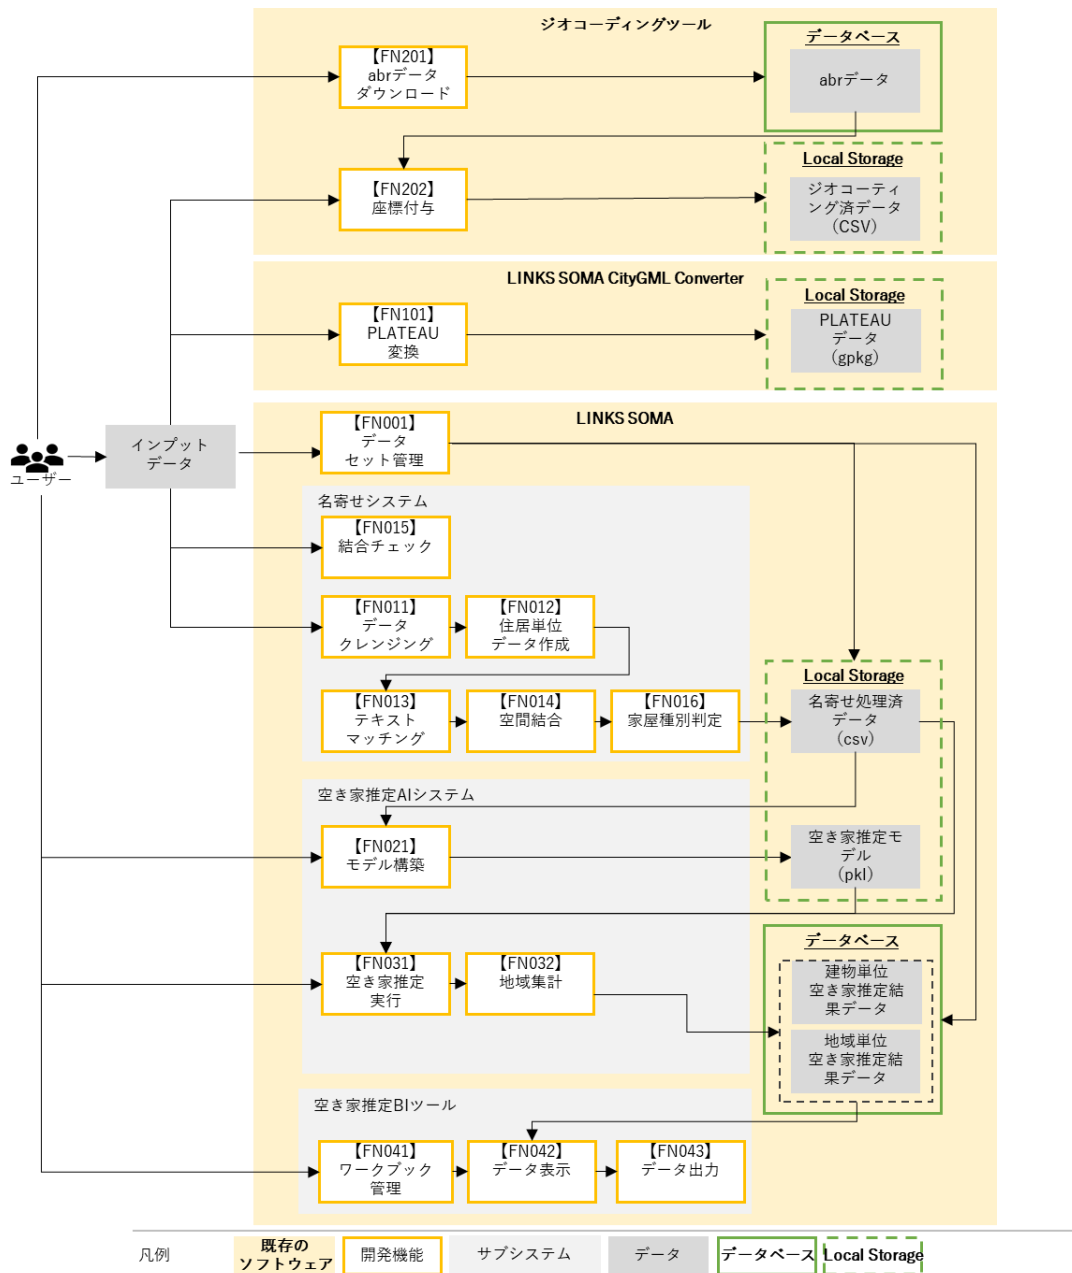 ジオコーディングツール
【FN201】
abrデータ
ダウンロード
データベース
abrデータ
【FN202】
座標付与
Local Storage
ジオコーティ
ング済データ
（CSV）
LINKS SOMA CityGML Converter
【FN101】
PLATEAU
変換
Local Storage
PLATEAU
データ
（gpkg）
LINKS SOMA
ユーザー
インプット
データ
【FN001】
データ
セット管理
名寄せシステム
【FN015】
結合チェック
【FN011】
データ
クレンジング
【FN012】
住居単位
データ作成
【FN013】
テキスト
マッチング
【FN014】
空間結合
【FN016】
家屋種別判定
Local Storage
名寄せ処理済
データ
（csv）
空き家推定AIシステム
【FN021】
モデル構築
空き家推定モ
デル
（pkl）
【FN031】
空き家推定
実行
【FN032】
地域集計
データベース
建物単位
空き家推定結
果データ
地域単位
空き家推定結
果データ
空き家推定BIツール
【FN041】
ワークブック
管理
【FN042】
データ表示
【FN043】
データ出力
凡例
既存の
ソフトウェア
開発機能
サブシステム
データ
データベース
Local Storage